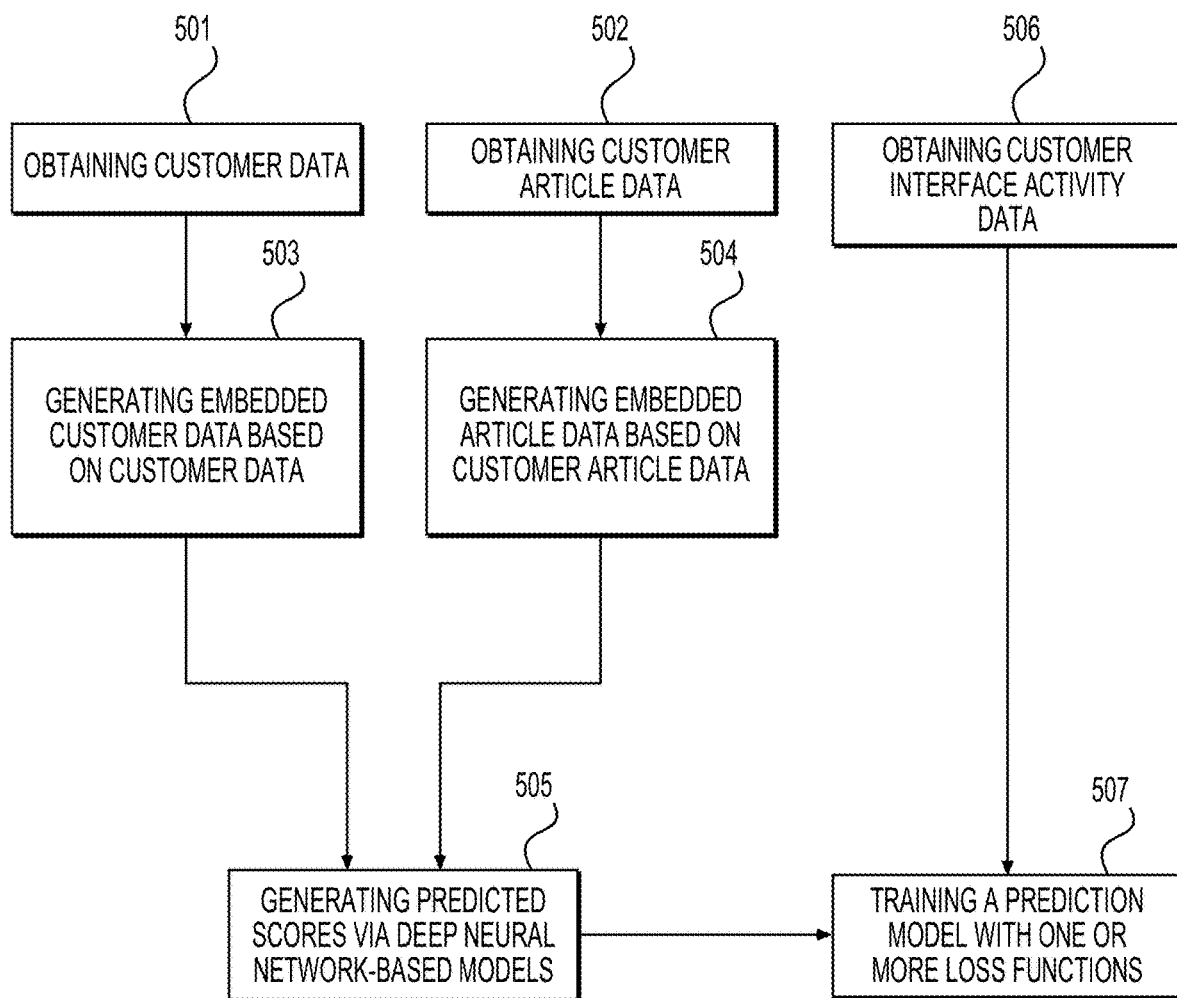 501
502
506
OBTAINING CUSTOMER DATA
OBTAINING CUSTOMER
ARTICLE DATA
OBTAINING CUSTOMER
INTERFACE ACTIVITY
DATA
503
504
GENERATING EMBEDDED
CUSTOMER DATA BASED
ON CUSTOMER DATA
GENERATING EMBEDDED
ARTICLE DATA BASED ON
CUSTOMER ARTICLE DATA
505
507
GENERATING PREDICTED
SCORES VIA DEEP NEURAL
NETWORK-BASED MODELS
TRAINING A PREDICTION
MODEL WITH ONE OR
MORE LOSS FUNCTIONS